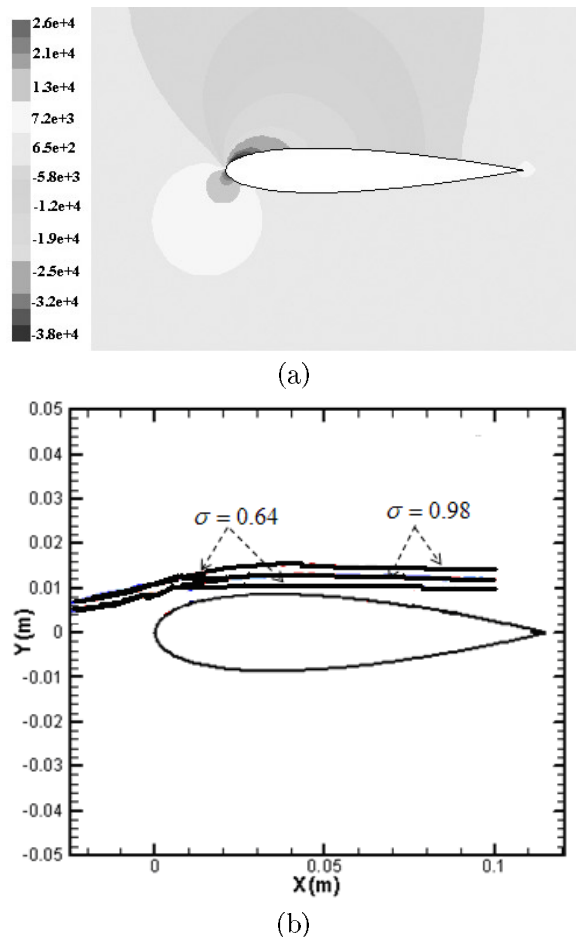 2.6e+4
2.1e+4
1.3e+4
7.2e+3
6.5e+2
-5.8e+3
-1.2e+4
-1.9e+4
-2.5e+4
-3.2e+4
-3.8e+4
(a)
0.05
0.04
0.03
0.02
0.01
0
-0.01
-0.02
-0.03
-0.04
-0.05
Y(m)
σ = 0.64
σ = 0.98
0
0.05
0.1
X(m)
(b)